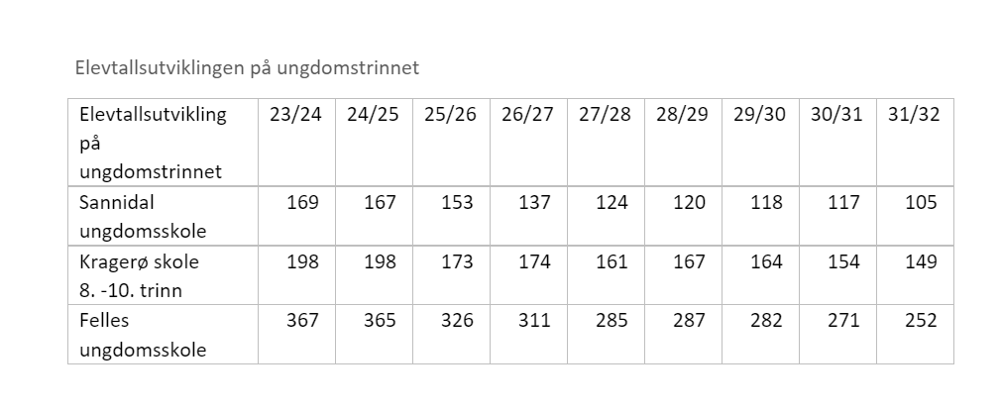 Elevtallsutviklingen på ungdomstrinnet
Elevtallsutvikling 23/24 24/25 25/26 26/27 27/28 28/29 29/30 30/31 31/32
på
ungdomstrinnet
Sannidal 169 167 153 137 124 120 118 117 105
ungdomsskole
Kragerø skole 198 198 173 174 161 167 164 154 149
8. -10. trinn
Felles 367 365 326 311 285 287 282 271 252
ungdomsskole